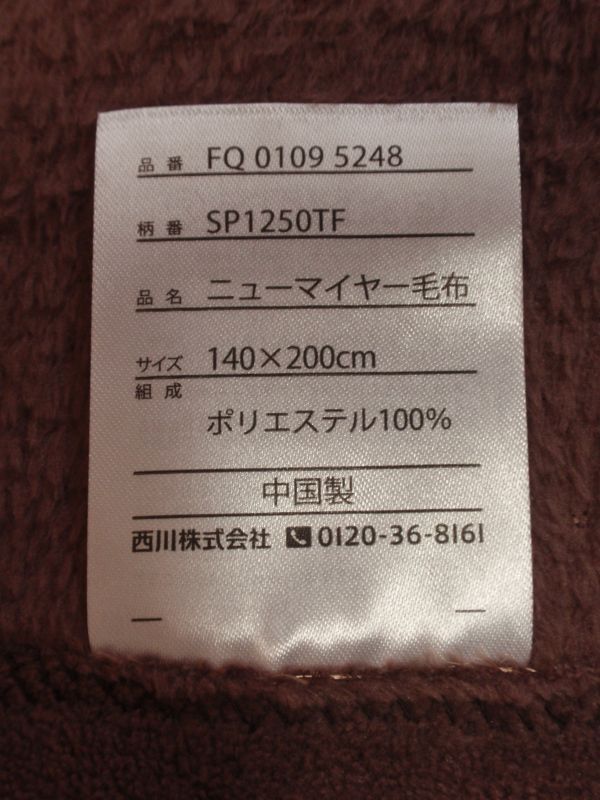 品番 FQ 0109 5248
柄番 SP1250TF
品名 ニューマイヤー毛布
サイズ 140×200cm
組成
ポリエステル100%
中国製
西川株式会社 0120-36-8161